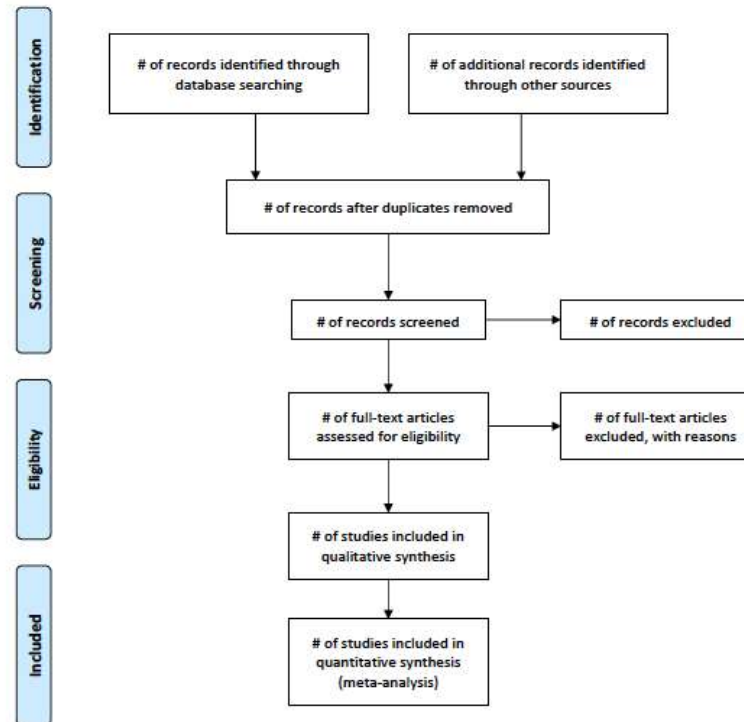 Identification
# of records identified through
database searching
# of additional records identified
through other sources
Screening
# of records after duplicates removed
# of records screened
# of records excluded
Eligibility
# of full-text articles
assessed for eligibility
# of full-text articles
excluded, with reasons
# of studies included in
qualitative synthesis
Included
# of studies included in
quantitative synthesis
(meta-analysis)